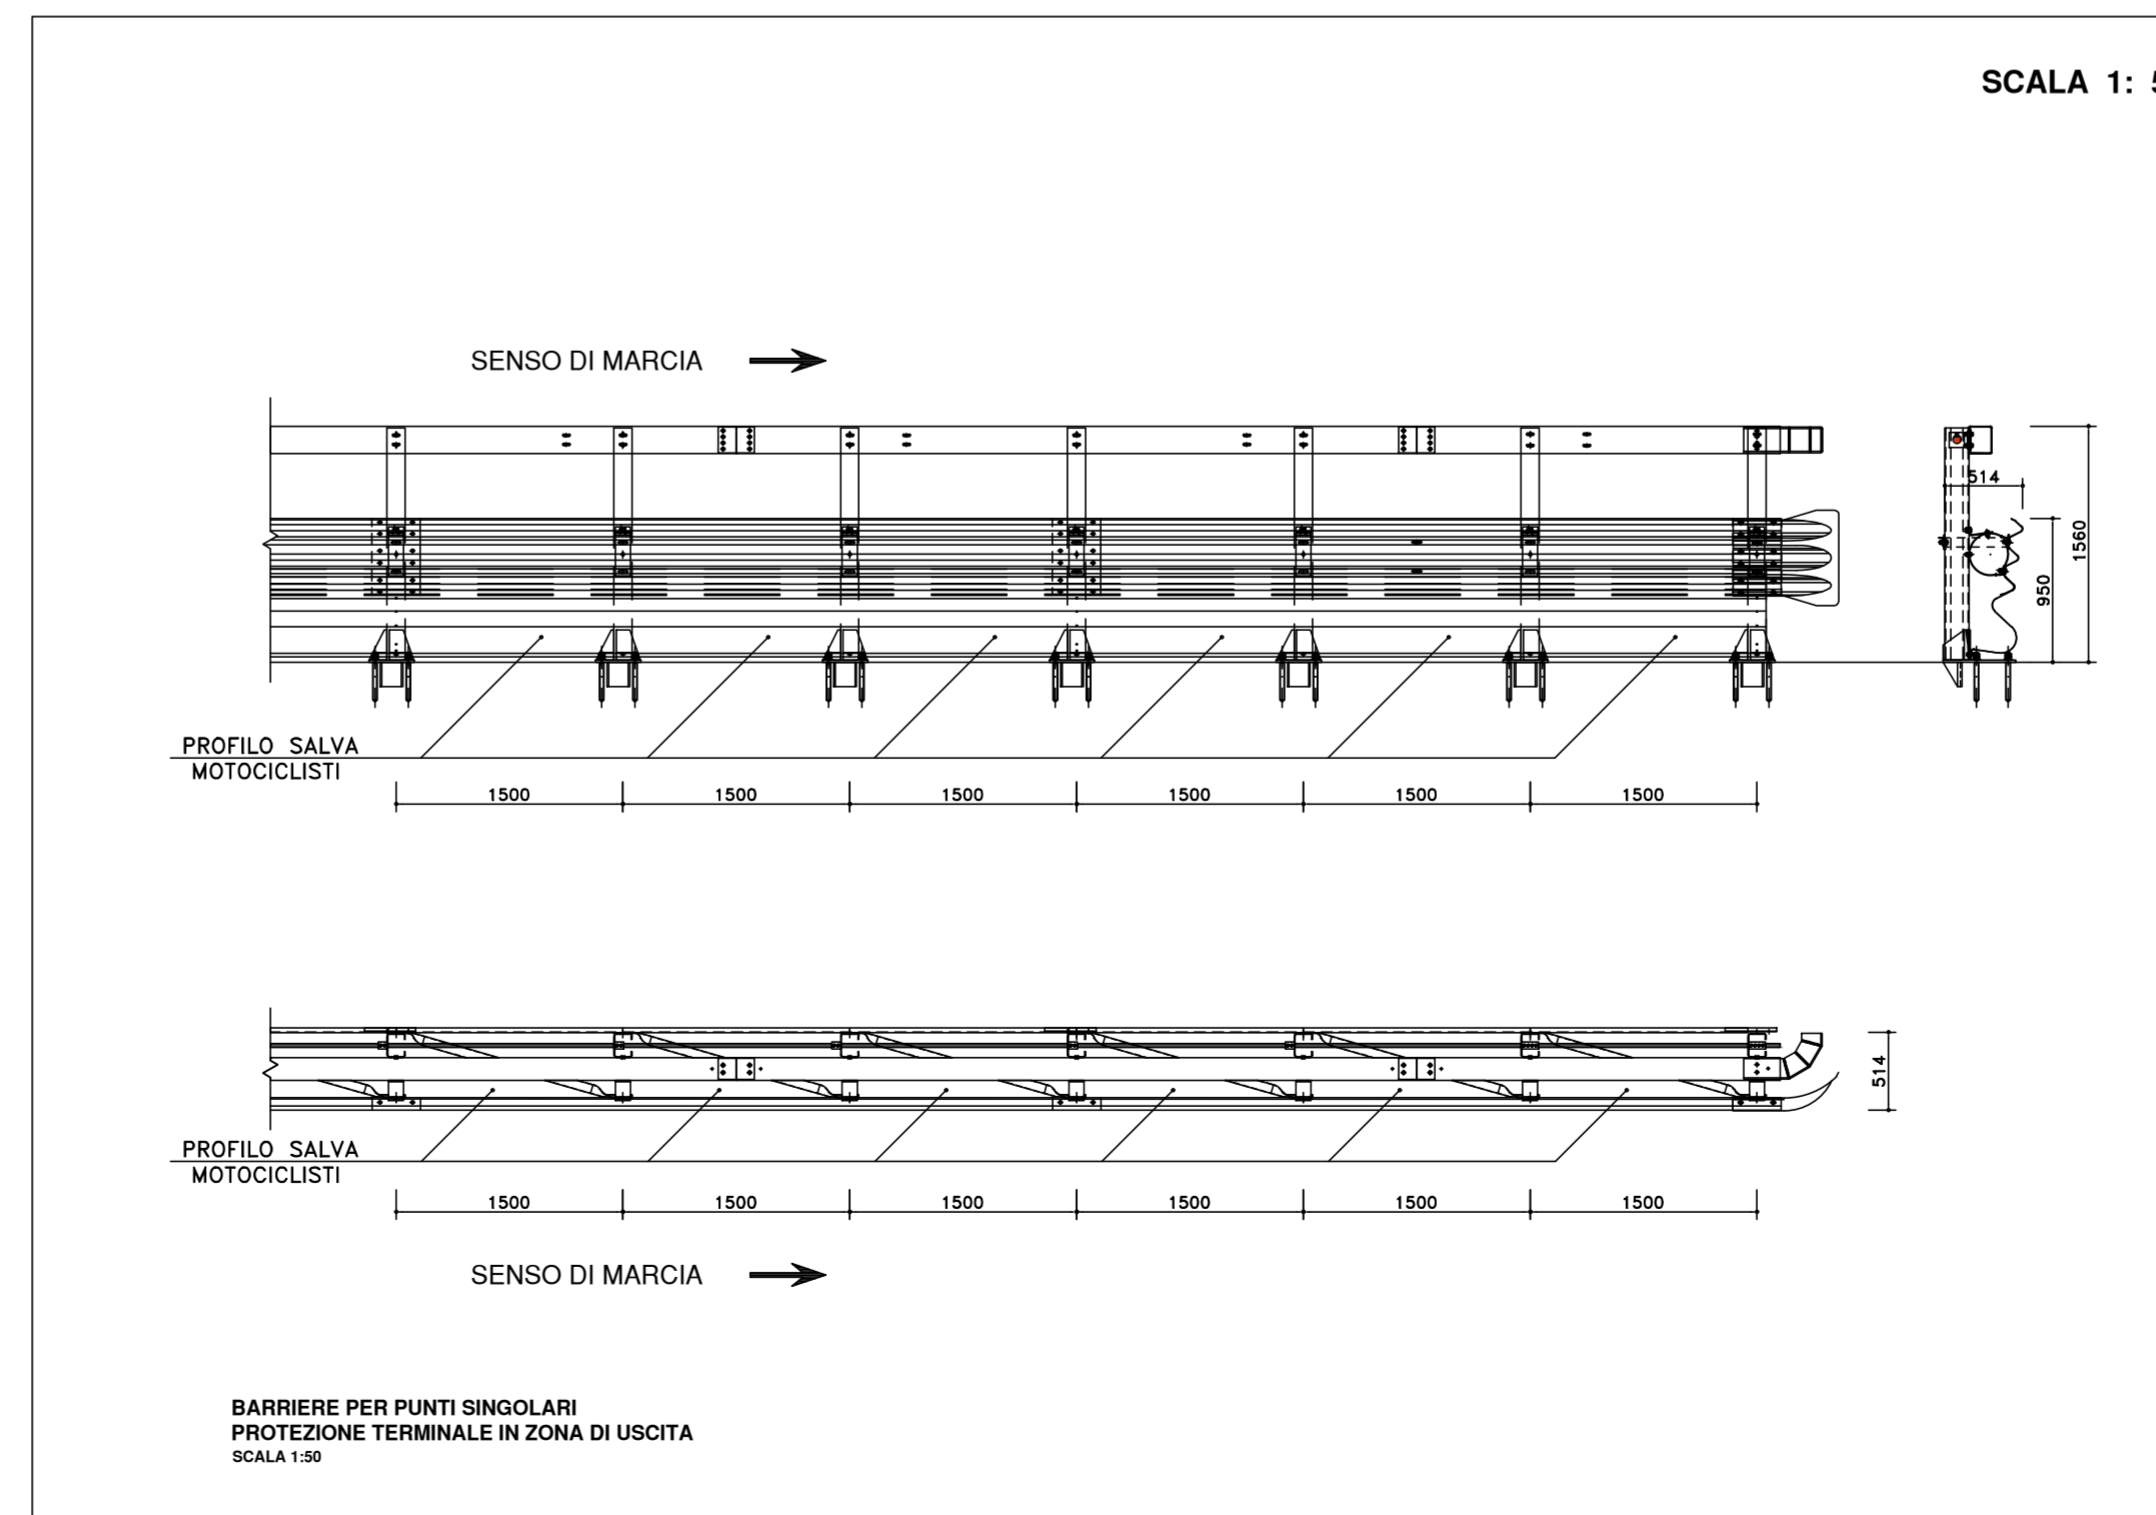 SCALA 1: 5
SENSO DI MARCIA
514
1560
950
PROFILO SALVA
MOTOCICLISTI
1500 1500 1500 1500 1500 1500
514
PROFILO SALVA
MOTOCICLISTI
1500 1500 1500 1500 1500 1500
SENSO DI MARCIA
BARRIERE PER PUNTI SINGOLARI
PROTEZIONE TERMINALE IN ZONA DI USCITA
SCALA 1:50